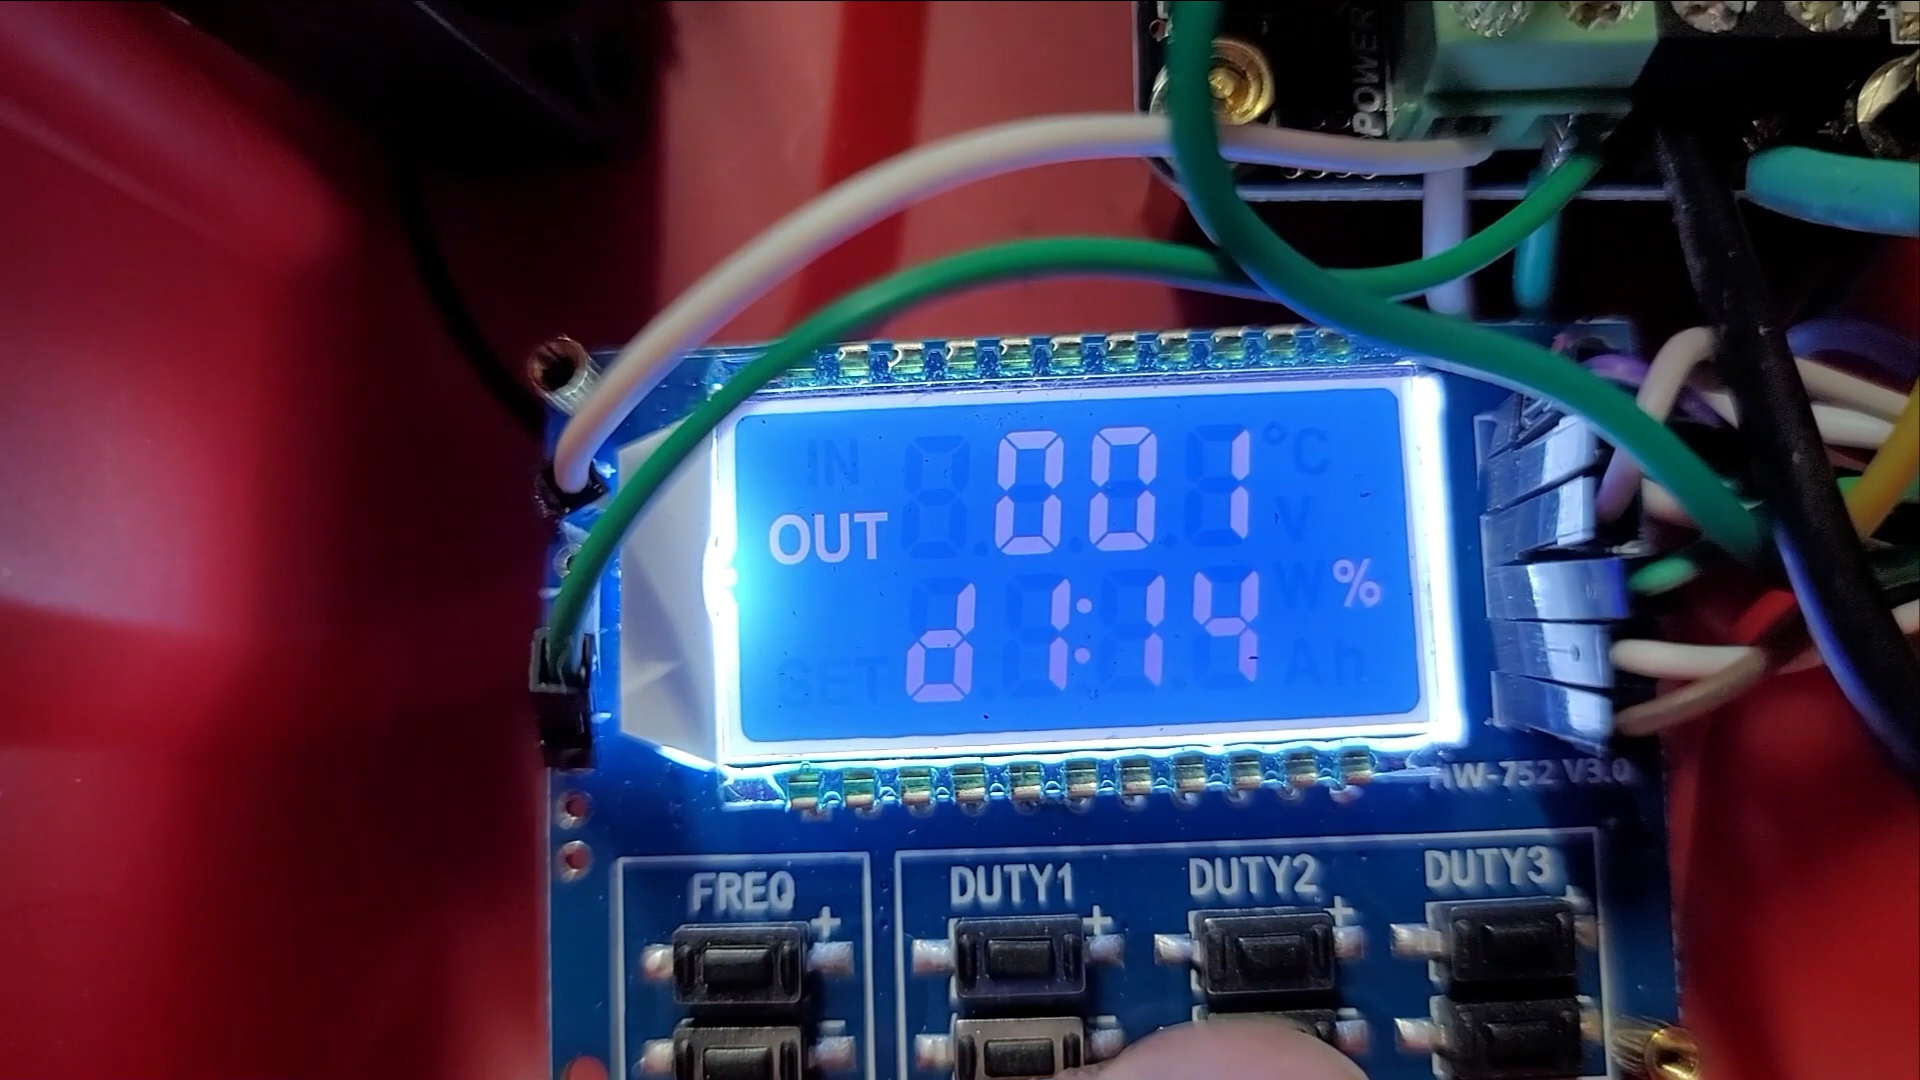 POWER
IN °C
OUT 001 V
W %
d1:14
SET Ah
HW-752 V3.0
FREQ DUTY1 DUTY2 DUTY3
+ + + +